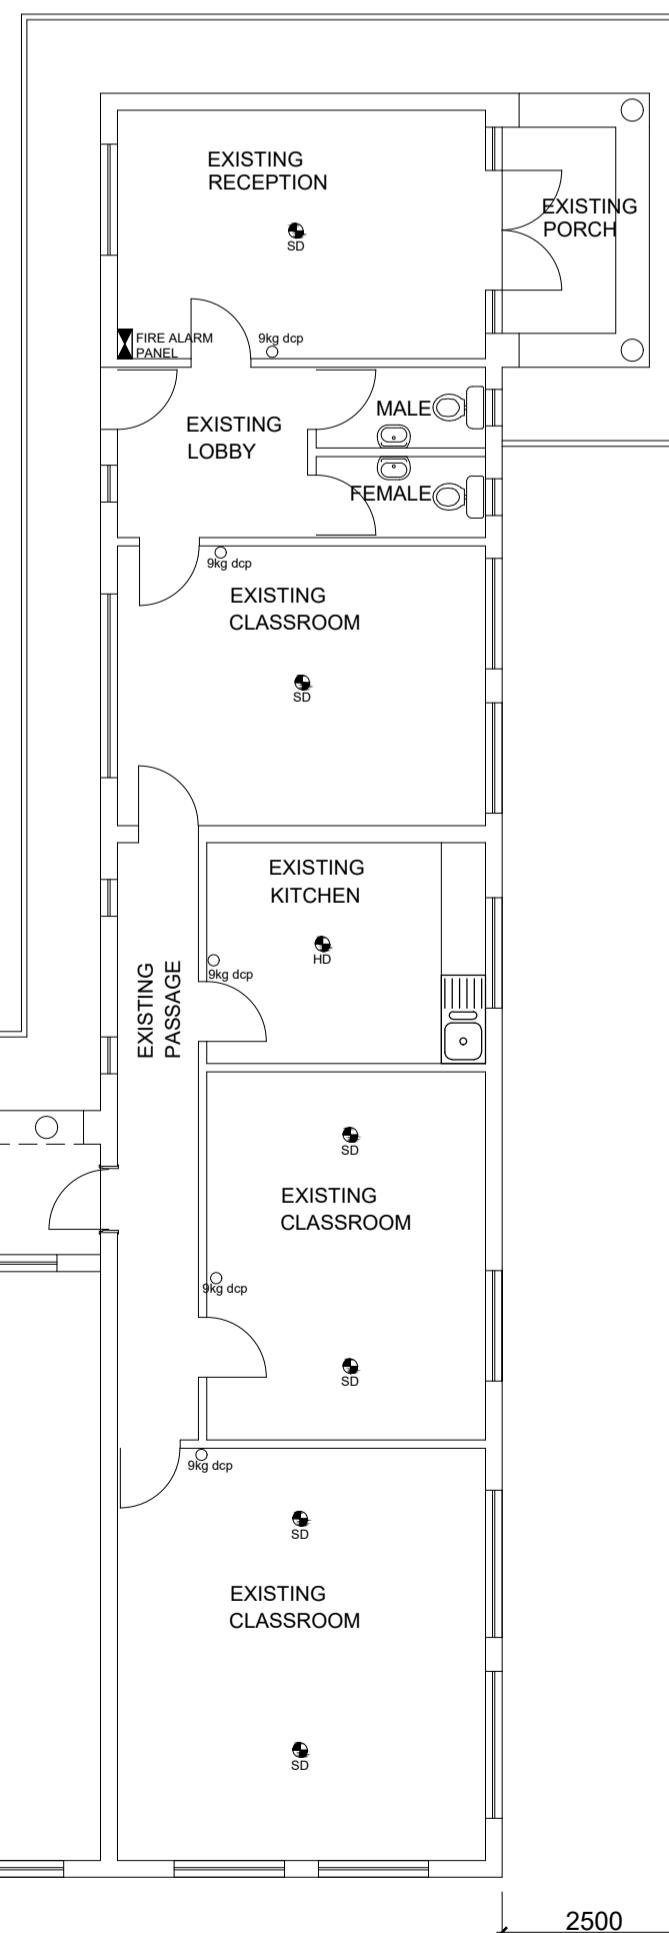 EXISTING
RECEPTION
SD
EXISTING
PORCH
FIRE ALARM
PANEL
9kg dcp
EXISTING
LOBBY
MALE
FEMALE
9kg dcp
EXISTING
CLASSROOM
SD
EXISTING
KITCHEN
HD
9kg dcp
EXISTING
PASSAGE
SD
EXISTING
CLASSROOM
9kg dcp
SD
9kg dcp
SD
EXISTING
CLASSROOM
SD
2500